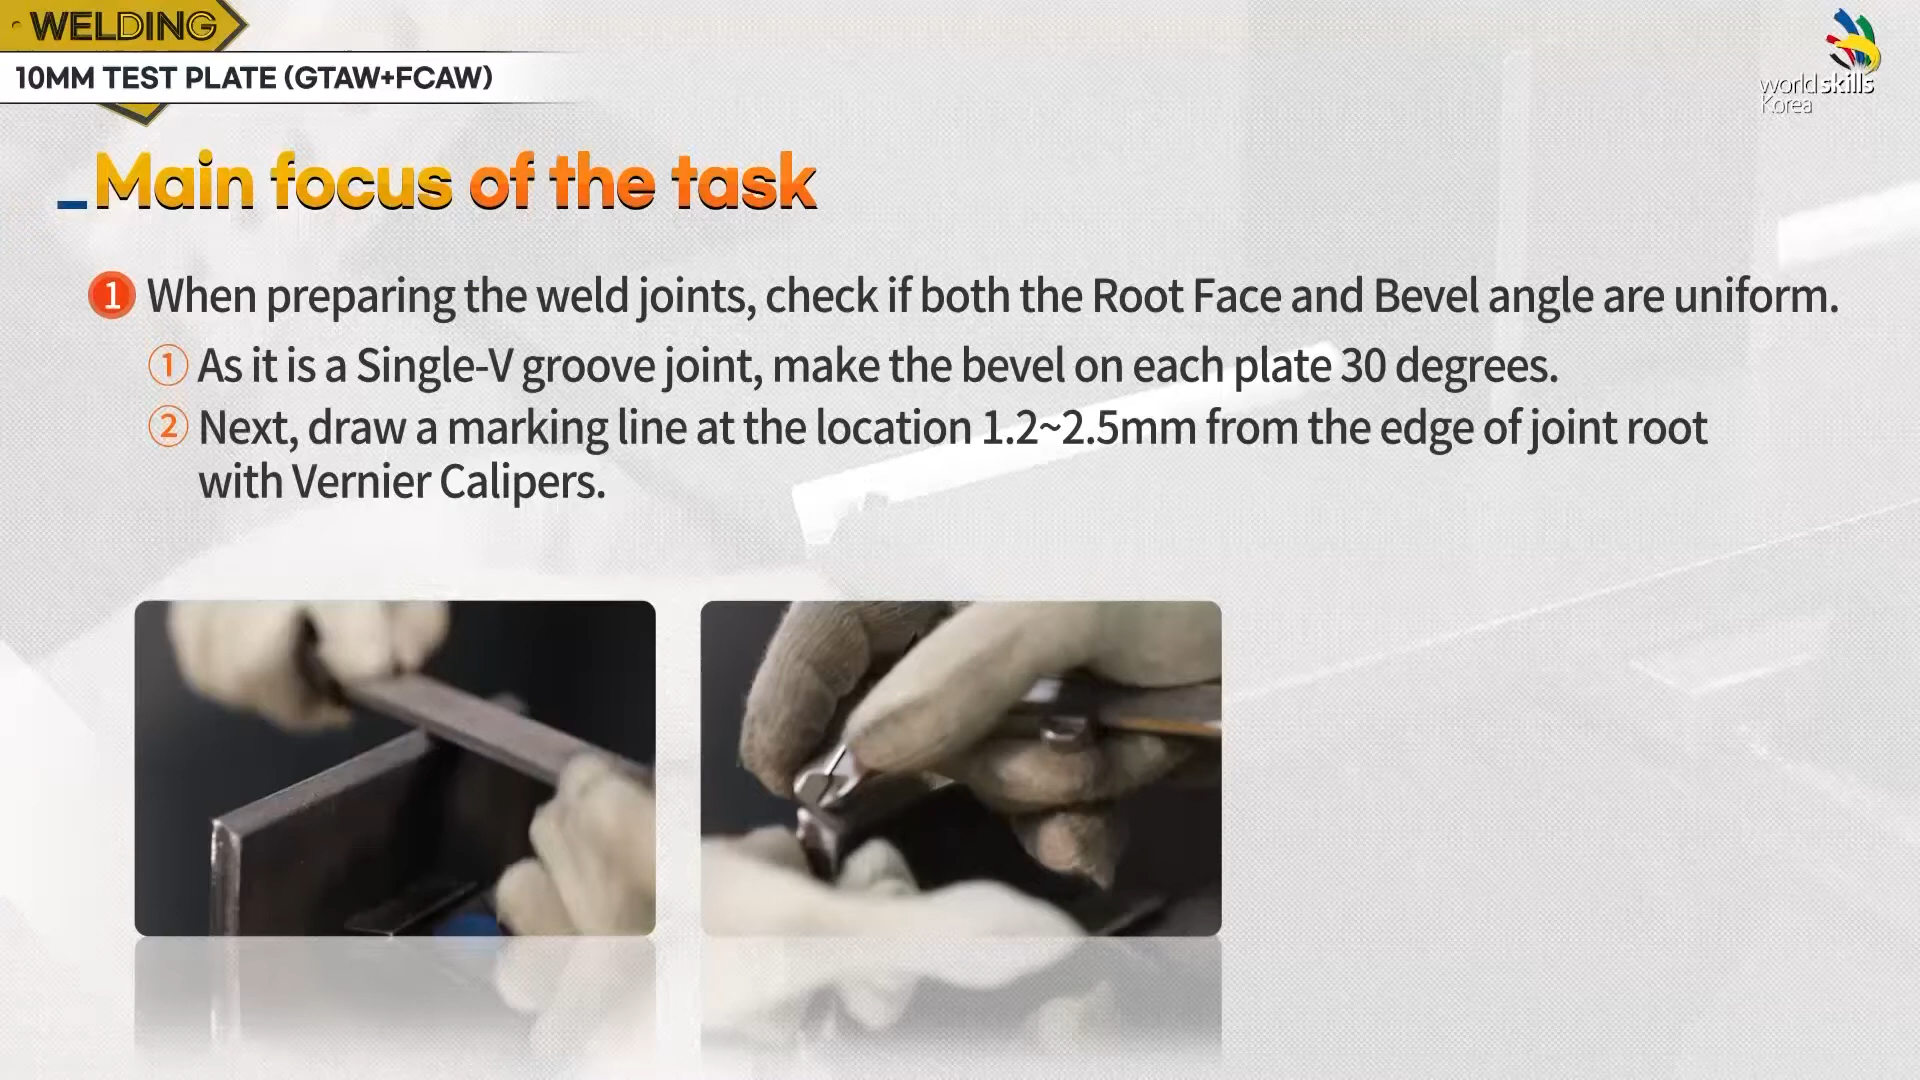 WELDING
10MM TEST PLATE (GTAW+FCAW)
worldskills
Korea
Main focus of the task
1 When preparing the weld joints, check if both the Root Face and Bevel angle are uniform.
① As it is a Single-V groove joint, make the bevel on each plate 30 degrees.
② Next, draw a marking line at the location 1.2~2.5mm from the edge of joint root
with Vernier Calipers.